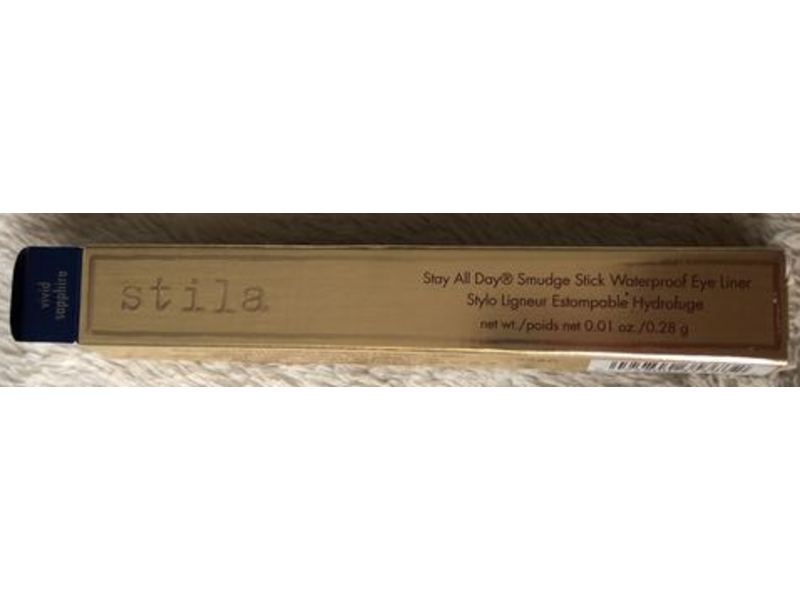 vivid
sapphire
stila
Stay All Day® Smudge Stick Waterproof Eye Liner
Stylo Ligneur Estompable Hydrofuge
net wt./poids net 0.01 oz./0.28 g